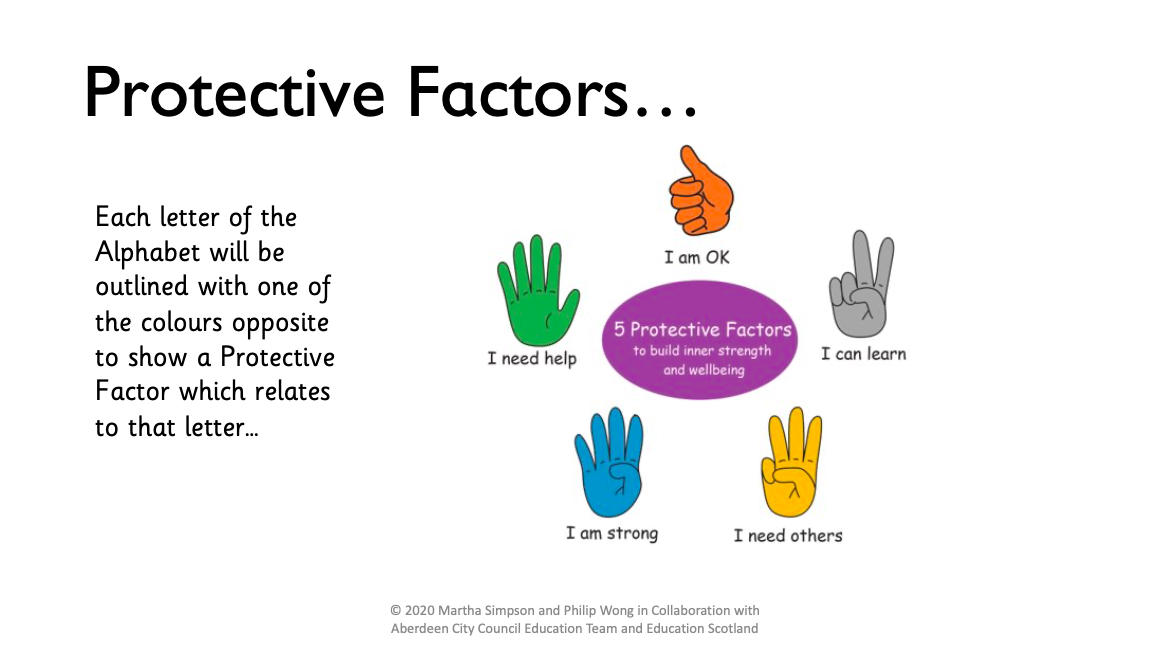 Protective Factors…
Each letter of the
Alphabet will be
outlined with one of
the colours opposite
to show a Protective
Factor which relates
to that letter…
I am OK
I need help
5 Protective Factors
to build inner strength
and wellbeing
I can learn
I am strong
I need others
© 2020 Martha Simpson and Philip Wong in Collaboration with
Aberdeen City Council Education Team and Education Scotland